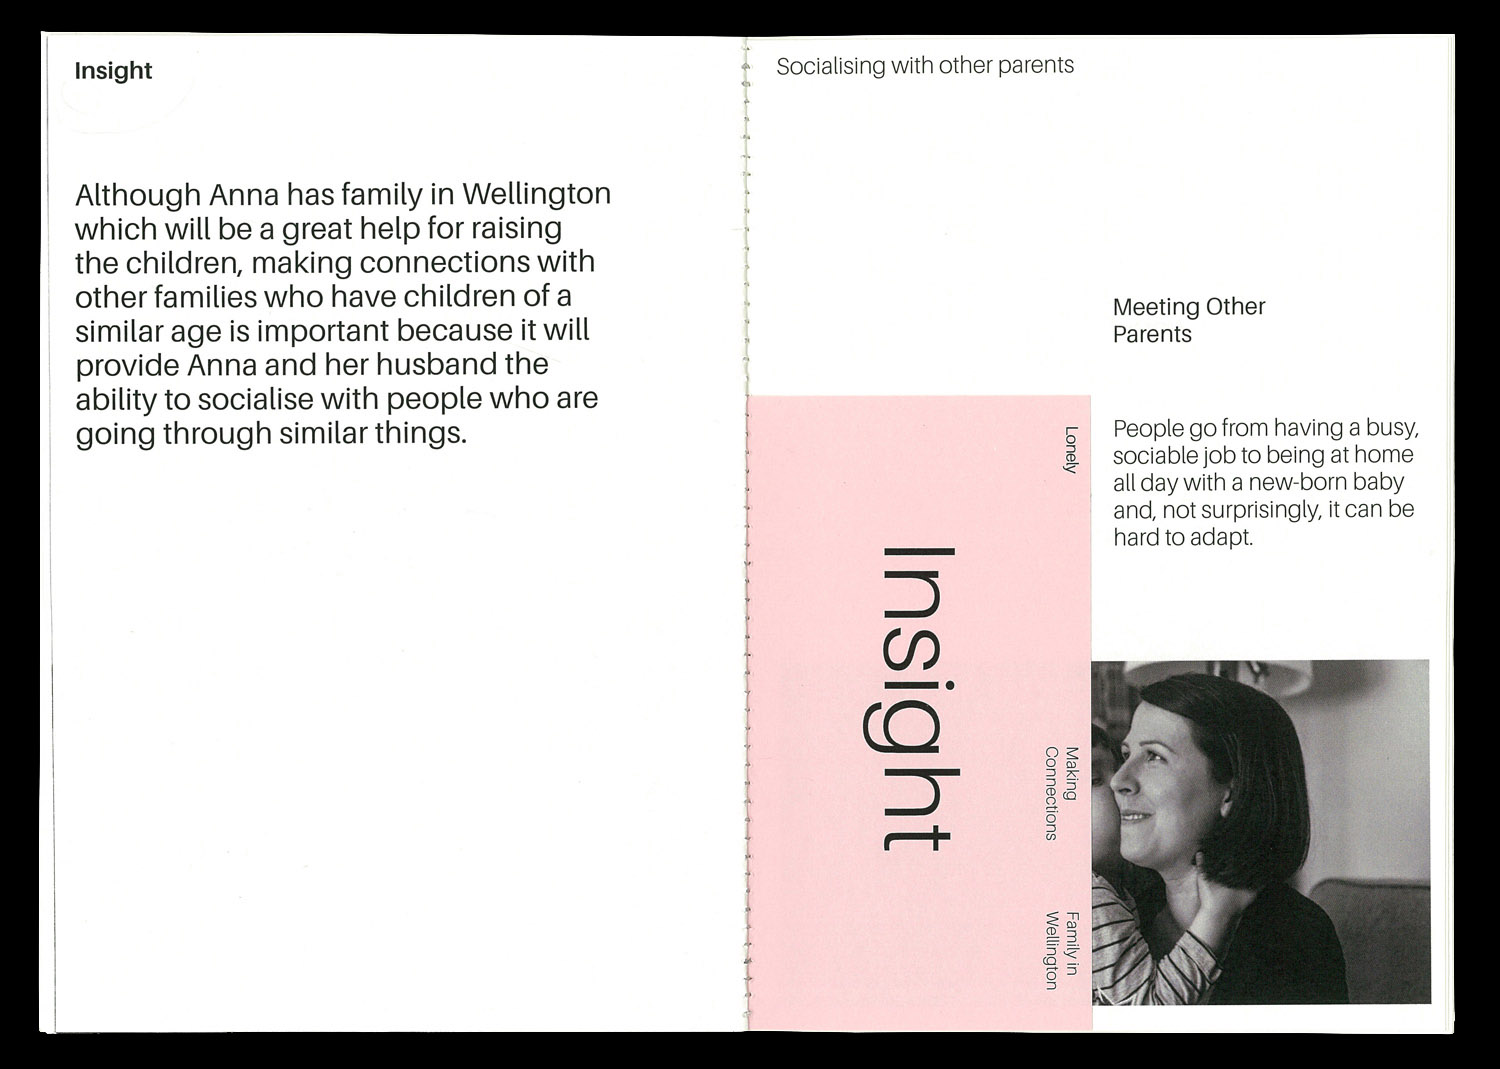 Insight
Although Anna has family in Wellington
which will be a great help for raising
the children, making connections with
other families who have children of a
similar age is important because it will
provide Anna and her husband the
ability to socialise with people who are
going through similar things.
Socialising with other parents
Meeting Other
Parents
People go from having a busy,
sociable job to being at home
all day with a new-born baby
and, not surprisingly, it can be
hard to adapt.
Lonely
Making
Connections
Family in
Wellington
Insight